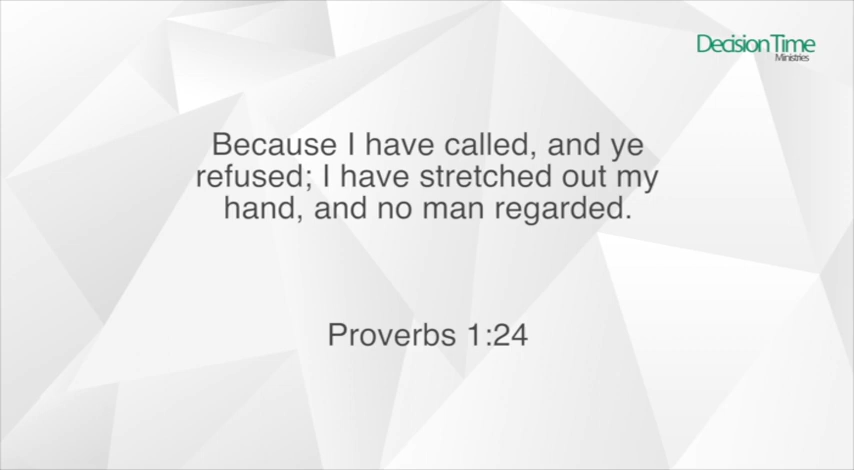 DecisionTime
Ministries
Because I have called, and ye
refused; I have stretched out my
hand, and no man regarded.
Proverbs 1:24